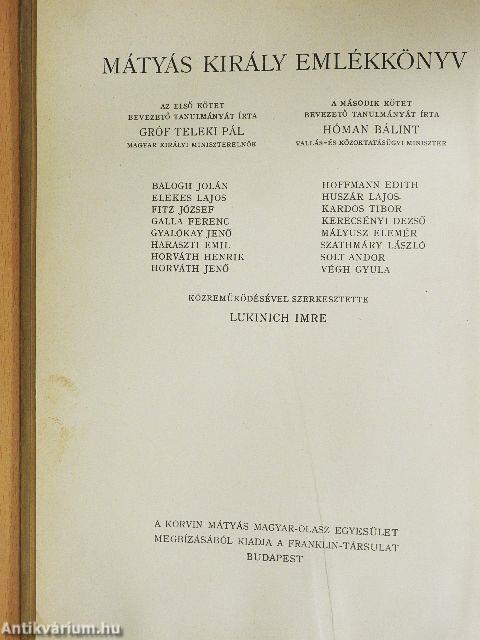 MÁTYÁS KIRÁLY EMLÉKKÖNYV
AZ ELSŐ KÖTET
BEVEZETŐ TANULMÁNYÁT ÍRTA
GRÓF TELEKI PÁL
MAGYAR KIRÁLYI MINISZTERELNÖK
A MÁSODIK KÖTET
BEVEZETŐ TANULMÁNYÁT ÍRTA
HÓMAN BÁLINT
VALLÁS- ÉS KÖZOKTATÁSÜGYI MINISZTER
BALOGH JOLÁN
ELEKES LAJOS
FITZ JÓZSEF
GALLA FERENC
GYALÓKAY JENŐ
HARASZTI EMIL
HORVÁTH HENRIK
HORVÁTH JENŐ
HOFFMANN EDITH
HUSZÁR LAJOS
KARDOS TIBOR
KERECSÉNYI DEZSŐ
MÁLYUSZ ELEMÉR
SZATHMÁRY LÁSZLÓ
SOLT ANDOR
VÉGH GYULA
KÖZREMŰKÖDÉSÉVEL SZERKESZTETTE
LUKINICH IMRE
A KORVIN MÁTYÁS MAGYAR-OLASZ EGYESÜLET
MEGBÍZÁSÁBÓL KIADJA A FRANKLIN-TÁRSULAT
BUDAPEST
Antikvárium.hu